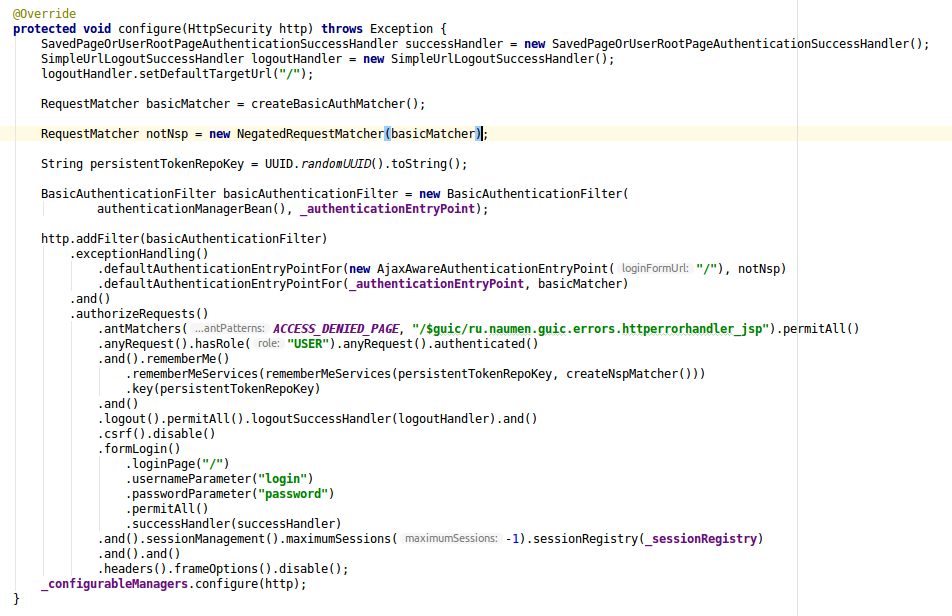 @Override
protected void configure(HttpSecurity http) throws Exception {
    SavedPageOrUserRootPageAuthenticationSuccessHandler successHandler = new SavedPageOrUserRootPageAuthenticationSuccessHandler();
    SimpleUrlLogoutSuccessHandler logoutHandler = new SimpleUrlLogoutSuccessHandler();
    logoutHandler.setDefaultTargetUrl("/");

    RequestMatcher basicMatcher = createBasicAuthMatcher();

    RequestMatcher notNsp = new NegatedRequestMatcher(basicMatcher);

    String persistentTokenRepoKey = UUID.randomUUID().toString();

    BasicAuthenticationFilter basicAuthenticationFilter = new BasicAuthenticationFilter(
            authenticationManagerBean(), _authenticationEntryPoint);

    http.addFilter(basicAuthenticationFilter)
        .exceptionHandling()
            .defaultAuthenticationEntryPointFor(new AjaxAwareAuthenticationEntryPoint( loginFormUrl: "/"), notNsp)
            .defaultAuthenticationEntryPointFor(_authenticationEntryPoint, basicMatcher)
        .and()
        .authorizeRequests()
            .antMatchers( ...antPatterns: ACCESS_DENIED_PAGE, "/$guic/ru.naumen.guic.errors.httperrorhandler_jsp").permitAll()
            .anyRequest().hasRole( role: "USER").anyRequest().authenticated()
            .and().rememberMe()
                .rememberMeServices(rememberMeServices(persistentTokenRepoKey, createNspMatcher()))
                .key(persistentTokenRepoKey)
            .and()
            .logout().permitAll().logoutSuccessHandler(logoutHandler).and()
            .csrf().disable()
            .formLogin()
                .loginPage("/")
                .usernameParameter("login")
                .passwordParameter("password")
                .permitAll()
                .successHandler(successHandler)
            .and().sessionManagement().maximumSessions( maximumSessions: -1).sessionRegistry(_sessionRegistry)
            .and().and()
            .headers().frameOptions().disable();
    _configurableManagers.configure(http);
}